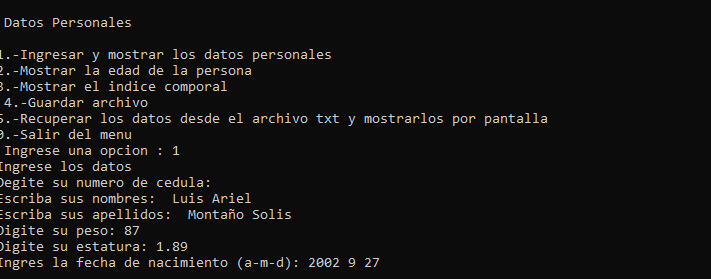 Datos Personales
1.-Ingresar y mostrar los datos personales
2.-Mostrar la edad de la persona
3.-Mostrar el indice comporal
4.-Guardar archivo
5.-Recuperar los datos desde el archivo txt y mostrarlos por pantalla
0.-Salir del menu
Ingrese una opcion : 1
Ingrese los datos
Degite su numero de cedula:
Escriba sus nombres:  Luis Ariel
Escriba sus apellidos:  Montaño Solis
Digite su peso: 87
Digite su estatura: 1.89
Ingres la fecha de nacimiento (a-m-d): 2002 9 27